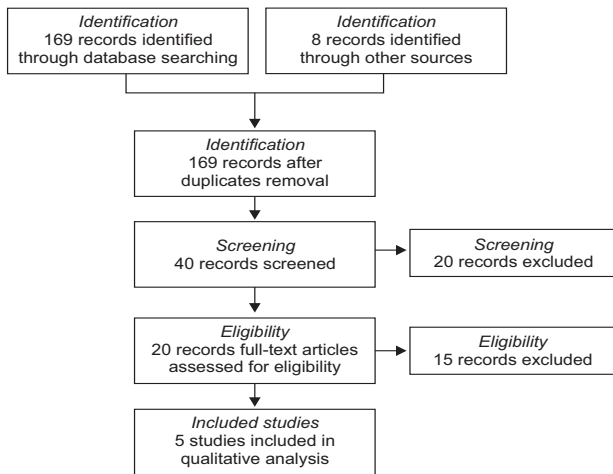 Identification
169 records identified
through database searching
Identification
8 records identified
through other sources
Identification
169 records after
duplicates removal
Screening
40 records screened
Screening
20 records excluded
Eligibility
20 records full-text articles
assessed for eligibility
Eligibility
15 records excluded
Included studies
5 studies included in
qualitative analysis